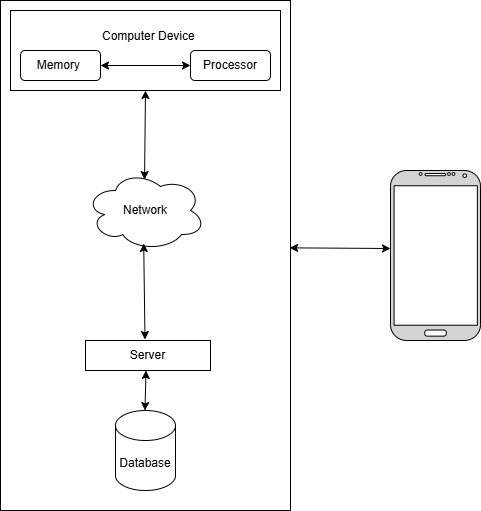 Computer Device
Memory
Processor
Network
Server
Database